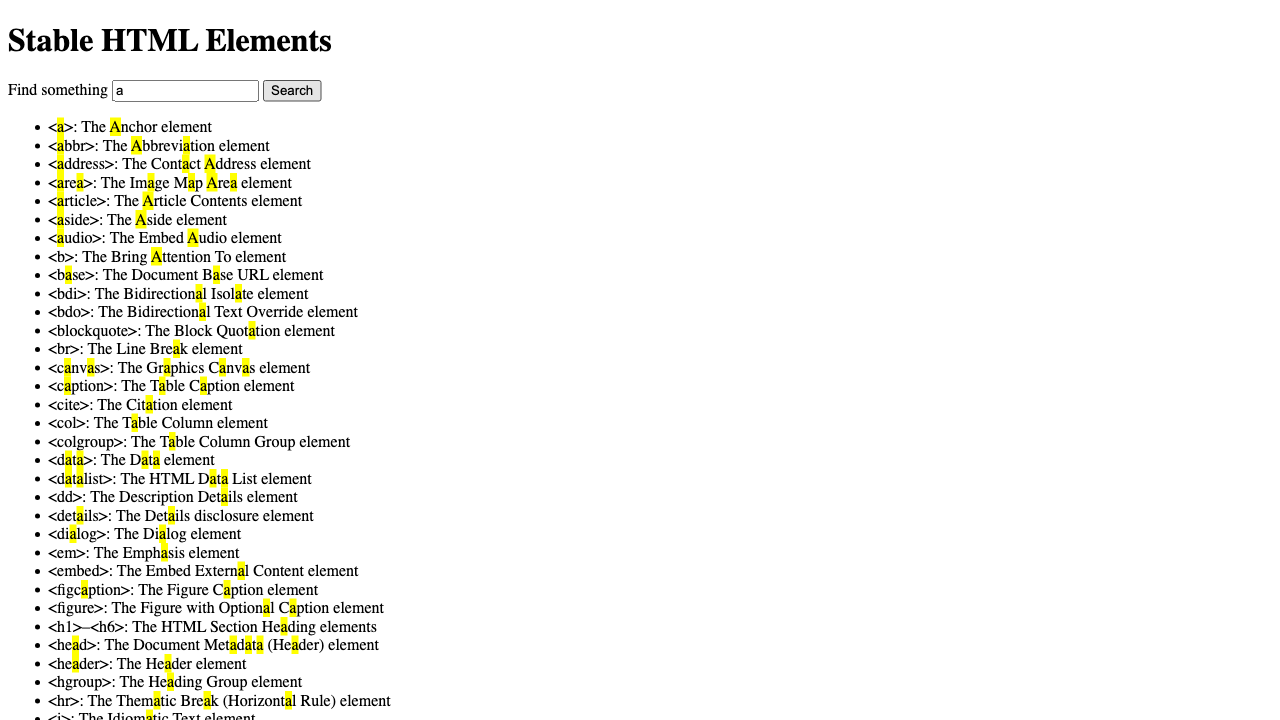 Stable HTML Elements
Find something a Search
<a>: The Anchor element
<abbr>: The Abbreviation element
<address>: The Contact Address element
<area>: The Image Map Area element
<article>: The Article Contents element
<aside>: The Aside element
<audio>: The Embed Audio element
<b>: The Bring Attention To element
<base>: The Document Base URL element
<bdi>: The Bidirectional Isolate element
<bdo>: The Bidirectional Text Override element
<blockquote>: The Block Quotation element
<br>: The Line Break element
<canvas>: The Graphics Canvas element
<caption>: The Table Caption element
<cite>: The Citation element
<col>: The Table Column element
<colgroup>: The Table Column Group element
<data>: The Data element
<datalist>: The HTML Data List element
<dd>: The Description Details element
<details>: The Details disclosure element
<dialog>: The Dialog element
<em>: The Emphasis element
<embed>: The Embed External Content element
<figcaption>: The Figure Caption element
<figure>: The Figure with Optional Caption element
<h1>–<h6>: The HTML Section Heading elements
<head>: The Document Metadata (Header) element
<header>: The Header element
<hgroup>: The Heading Group element
<hr>: The Thematic Break (Horizontal Rule) element
<i>: The Idiomatic Text element